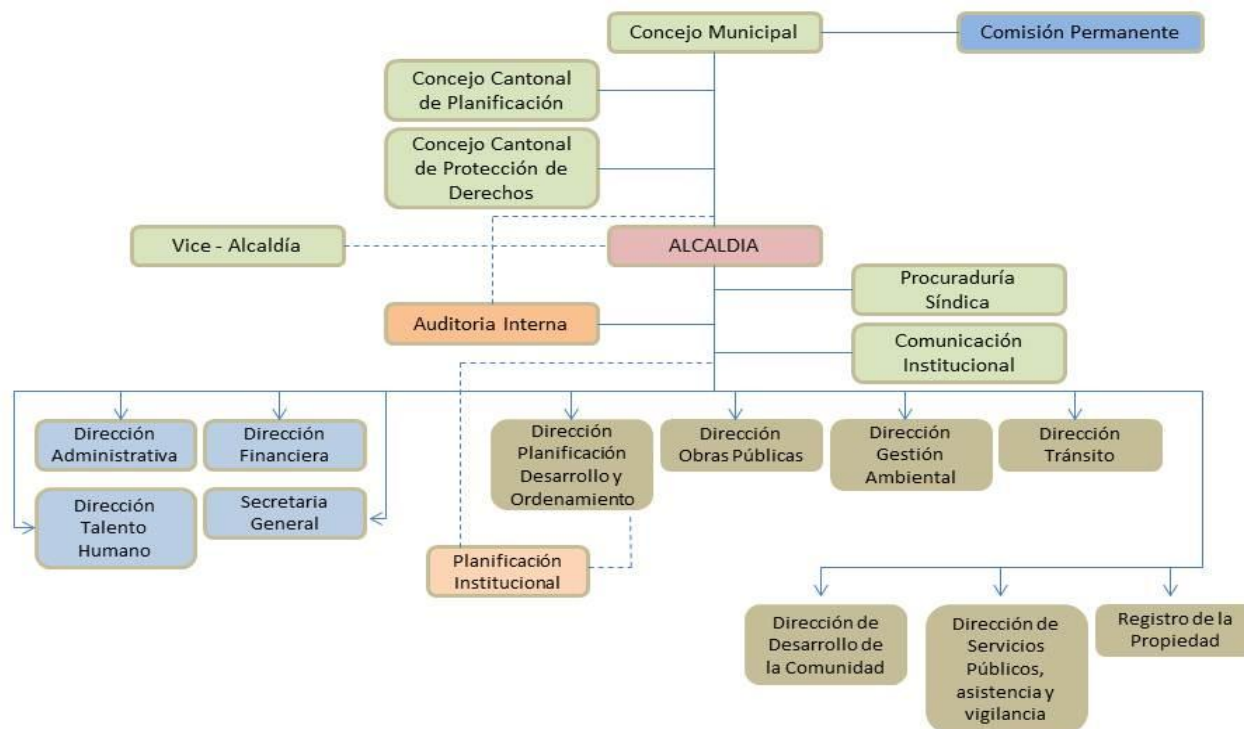 Concejo Municipal
Comisión Permanente
Concejo Cantonal
de Planificación
Concejo Cantonal
de Protección de
Derechos
Vice - Alcaldía
ALCALDIA
Procuraduría
Síndica
Auditoria Interna
Comunicación
Institucional
Dirección
Administrativa
Dirección
Financiera
Dirección
Planificación
Desarrollo y
Ordenamiento
Dirección
Obras Públicas
Dirección
Gestión
Ambiental
Dirección
Tránsito
Dirección
Talento
Humano
Secretaria
General
Planificación
Institucional
Dirección de
Desarrollo de
la Comunidad
Dirección de
Servicios
Públicos,
asistencia y
vigilancia
Registro de la
Propiedad